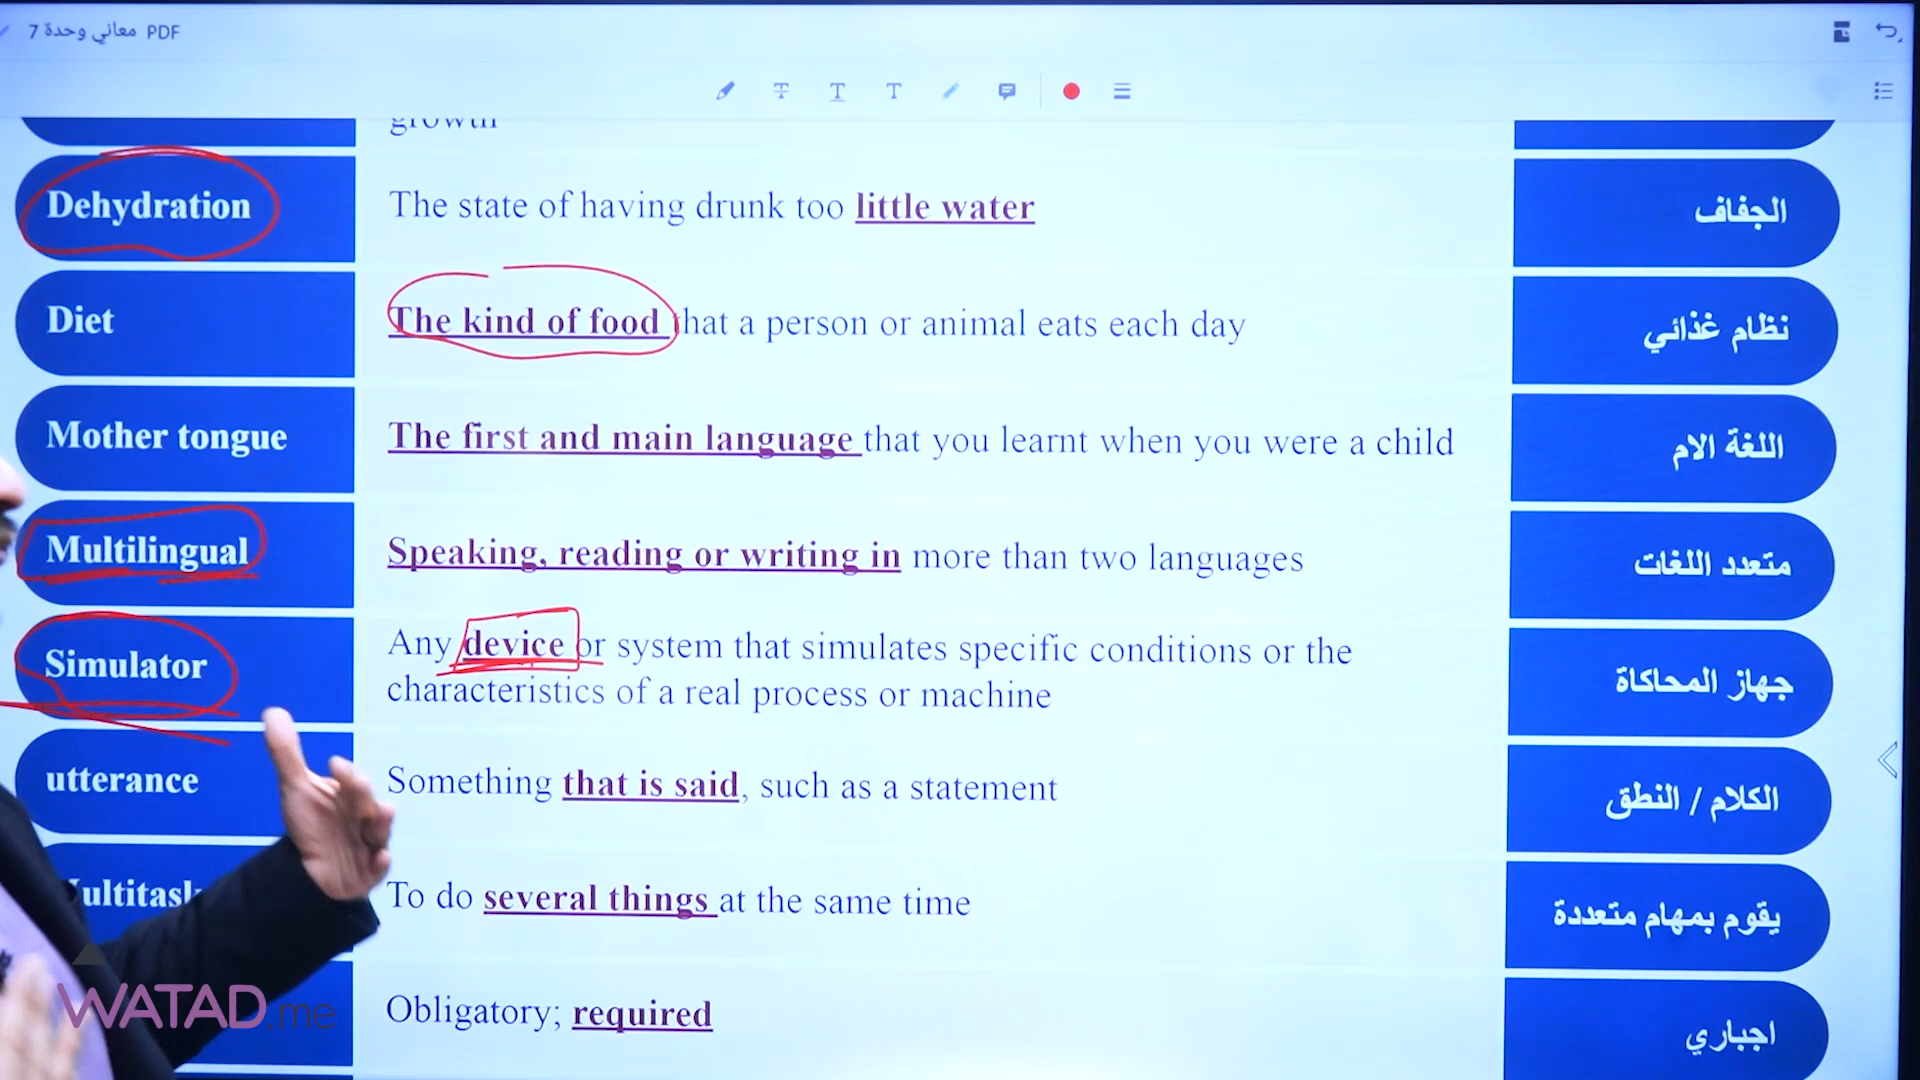 معاني وحدة 7 PDF
growth
Dehydration
The state of having drunk too little water
الجفاف
Diet
The kind of food that a person or animal eats each day
نظام غذائي
Mother tongue
The first and main language that you learnt when you were a child
اللغة الام
Multilingual
Speaking, reading or writing in more than two languages
متعدد اللغات
Simulator
Any device or system that simulates specific conditions or the
characteristics of a real process or machine
جهاز المحاكاة
utterance
Something that is said, such as a statement
الكلام / النطق
To do several things at the same time
يقوم بمهام متعددة
Obligatory; required
اجباري
WATAD.me